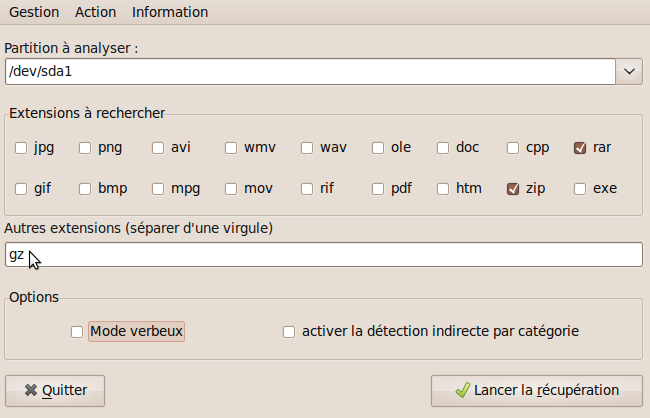 Gestion Action Information
Partition à analyser :
/dev/sda1
Extensions à rechercher
jpg png avi wmv wav ole doc cpp rar
gif bmp mpg mov rif pdf htm zip exe
Autres extensions (séparer d'une virgule)
gz
Options
Mode verbeux activer la détection indirecte par catégorie
Quitter Lancer la récupération